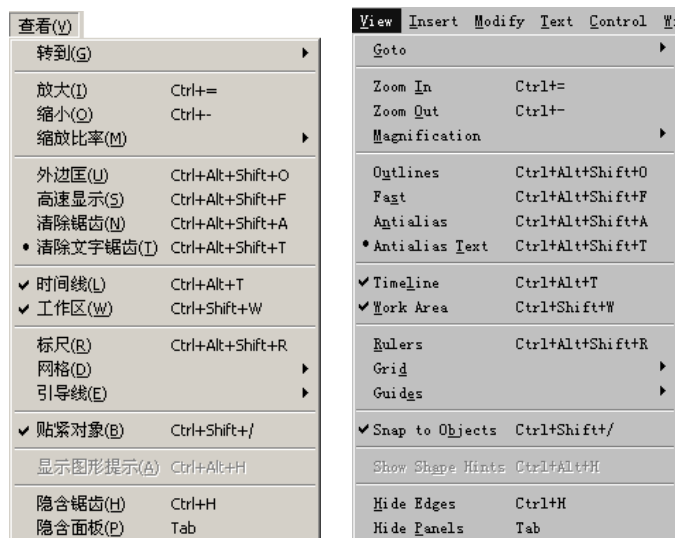 查看(V)
转到(G)
放大(I) Ctrl+=
缩小(O) Ctrl+-
缩放比率(M)
外边匡(U) Ctrl+Alt+Shift+O
高速显示(S) Ctrl+Alt+Shift+F
清除锯齿(N) Ctrl+Alt+Shift+A
清除文字锯齿(T) Ctrl+Alt+Shift+T
时间线(L) Ctrl+Alt+T
工作区(W) Ctrl+Shift+W
标尺(R) Ctrl+Alt+Shift+R
网格(D)
引导线(E)
贴紧对象(B) Ctrl+Shift+/
显示图形提示(A) Ctrl+Alt+H
隐含锯齿(H) Ctrl+H
隐含面板(P) Tab
View Insert Modify Text Control
Goto
Zoom In Ctrl+=
Zoom Out Ctrl+-
Magnification
Outlines Ctrl+Alt+Shift+O
Fast Ctrl+Alt+Shift+F
Antialias Ctrl+Alt+Shift+A
Antialias Text Ctrl+Alt+Shift+T
Timeline Ctrl+Alt+T
Work Area Ctrl+Shift+W
Rulers Ctrl+Alt+Shift+R
Grid
Guides
Snap to Objects Ctrl+Shift+/
Show Shape Hints Ctrl+Alt+H
Hide Edges Ctrl+H
Hide Panels Tab